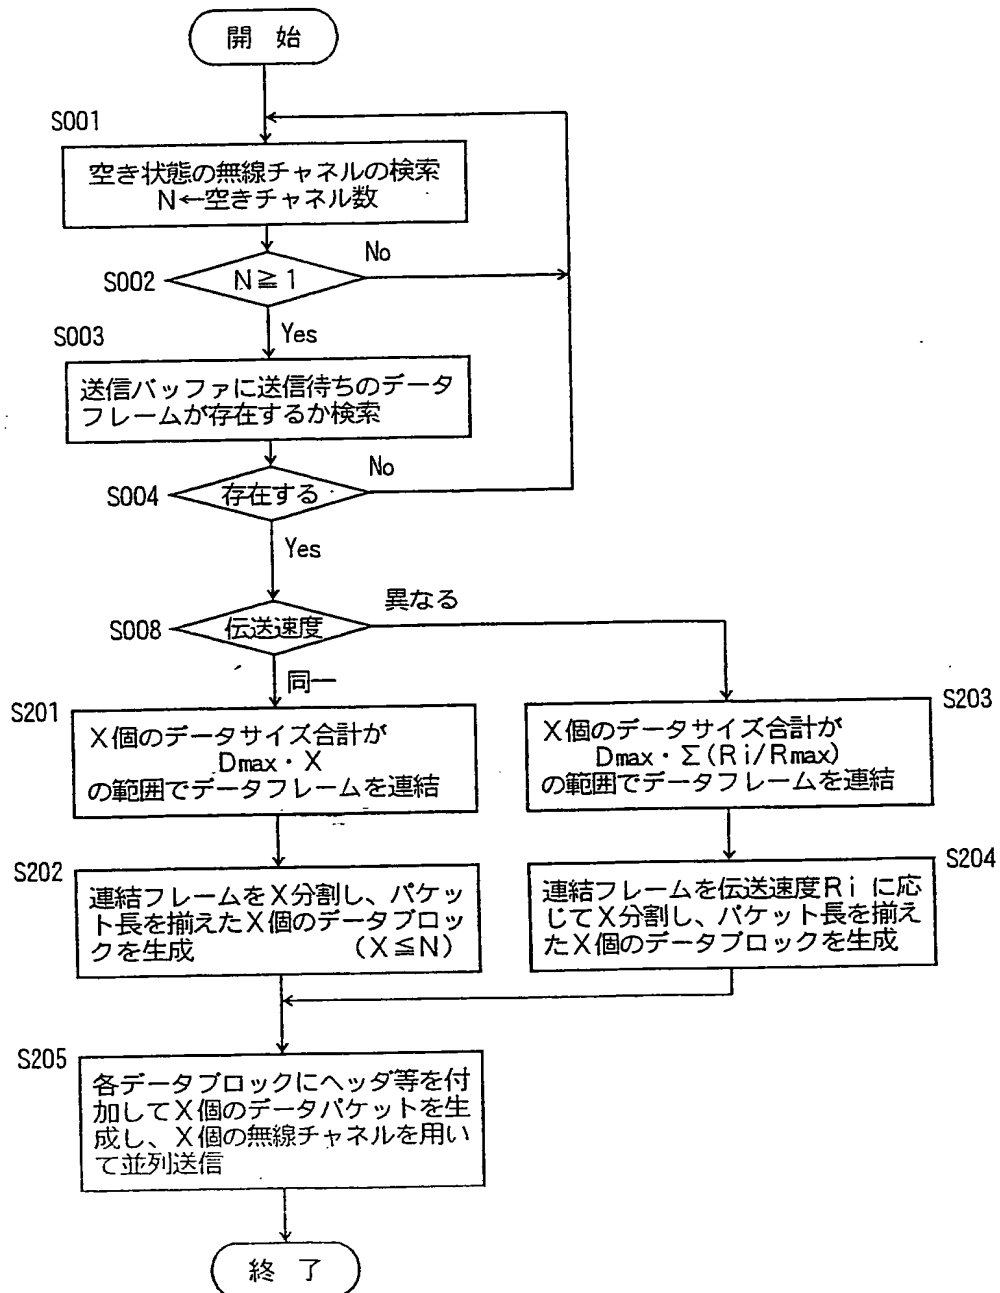 開 始
S001
空き状態の無線チャネルの検索
N←空きチャネル数
No
S002
N≧1
Yes
S003
送信バッファに送信待ちのデータ
フレームが存在するか検索
No
S004
存在する
Yes
異なる
S008
伝送速度
同一
S201
X個のデータサイズ合計が
Dmax・X
の範囲でデータフレームを連結
S203
X個のデータサイズ合計が
Dmax・Σ(Ri/Rmax)
の範囲でデータフレームを連結
S202
連結フレームをX分割し、パケッ
ト長を揃えたX個のデータブロッ
クを生成 (X≦N)
S204
連結フレームを伝送速度Ri に応
じてX分割し、パケット長を揃え
たX個のデータブロックを生成
S205
各データブロックにヘッダ等を付
加してX個のデータパケットを生
成し、X個の無線チャネルを用い
て並列送信
終 了